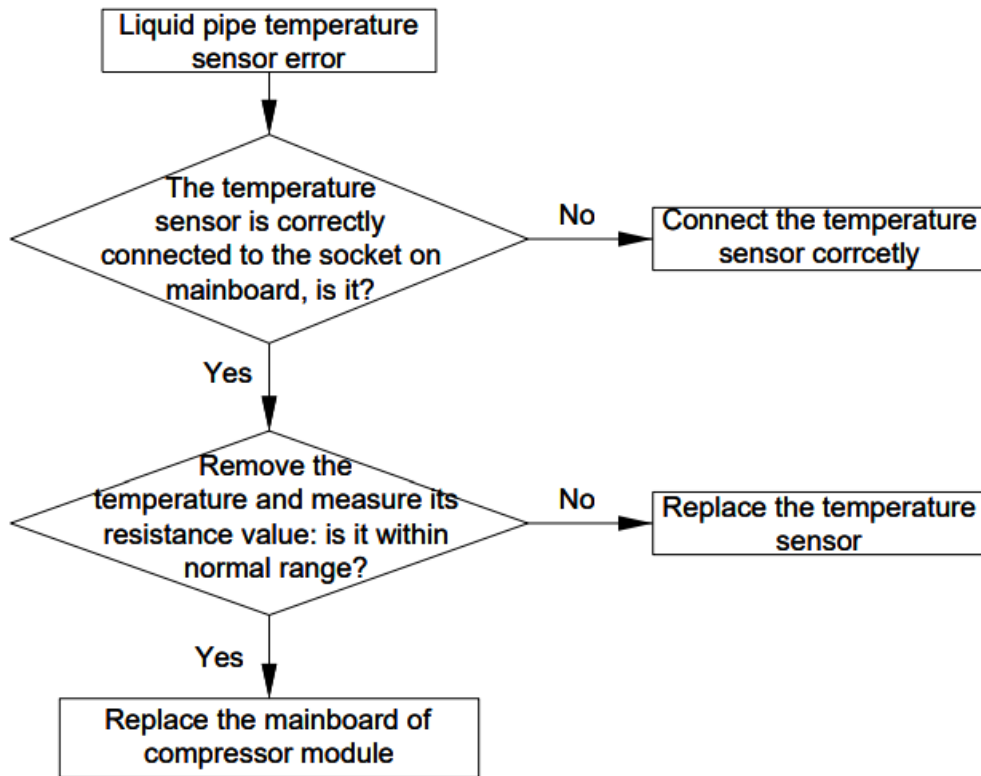 Liquid pipe temperature
sensor error
The temperature
sensor is correctly
connected to the socket on
mainboard, is it?
No
Connect the temperature
sensor corrcetly
Yes
Remove the
temperature and measure its
resistance value: is it within
normal range?
No
Replace the temperature
sensor
Yes
Replace the mainboard of
compressor module